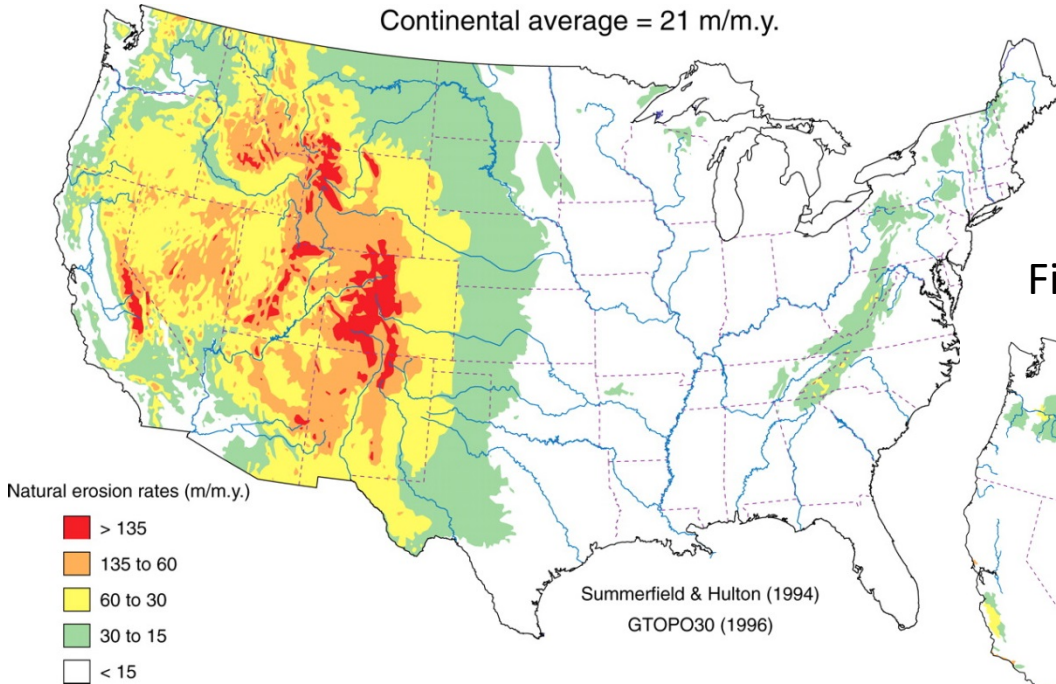 Continental average = 21 m/m.y.
Fi
Natural erosion rates (m/m.y.)
> 135
135 to 60
60 to 30
30 to 15
< 15
Summerfield & Hulton (1994)
GTOPO30 (1996)